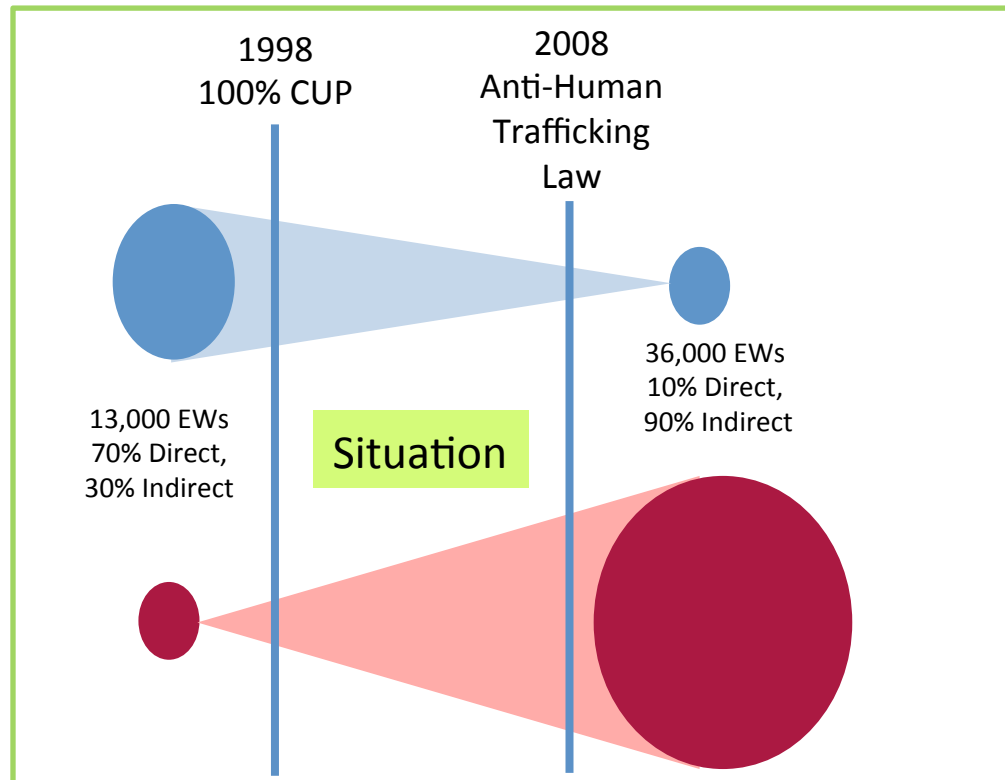 1998
100% CUP
2008
Anti-Human
Trafficking
Law
13,000 EWs
70% Direct,
30% Indirect
Situation
36,000 EWs
10% Direct,
90% Indirect